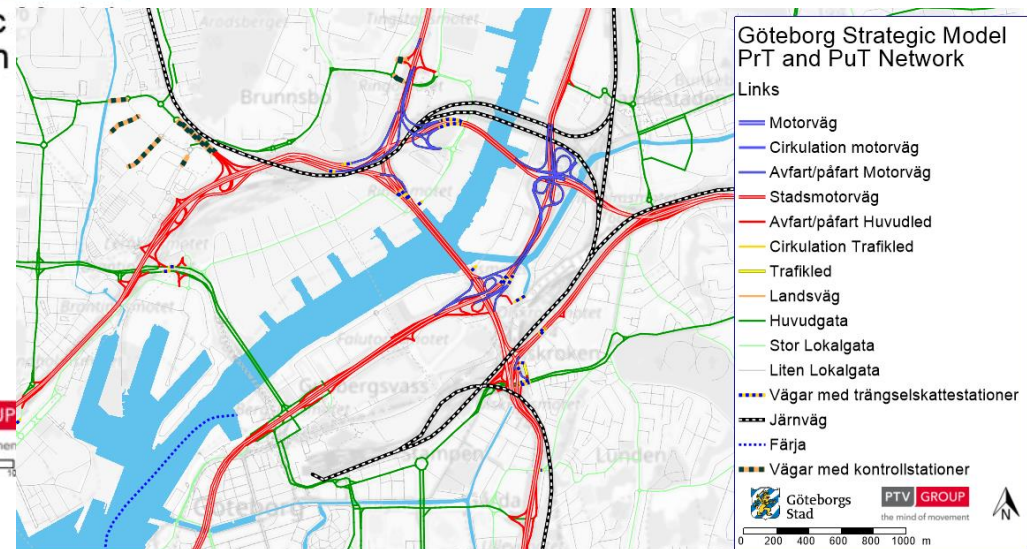 Göteborg Strategic Model
PrT and PuT Network
Links
Motorväg
Cirkulation motorväg
Avfart/påfart Motorväg
Stadsmotorväg
Avfart/påfart Huvudled
Cirkulation Trafikled
Trafikled
Landsväg
Huvudgata
Stor Lokalgata
Liten Lokalgata
Vägar med trängselskattestationer
Järnväg
Färja
Vägar med kontrollstationer
Göteborgs
Stad
PTV GROUP
the mind of movement
N
0 200 400 600 800 1000 m
Brunnsbo
Lunden
Göteborg